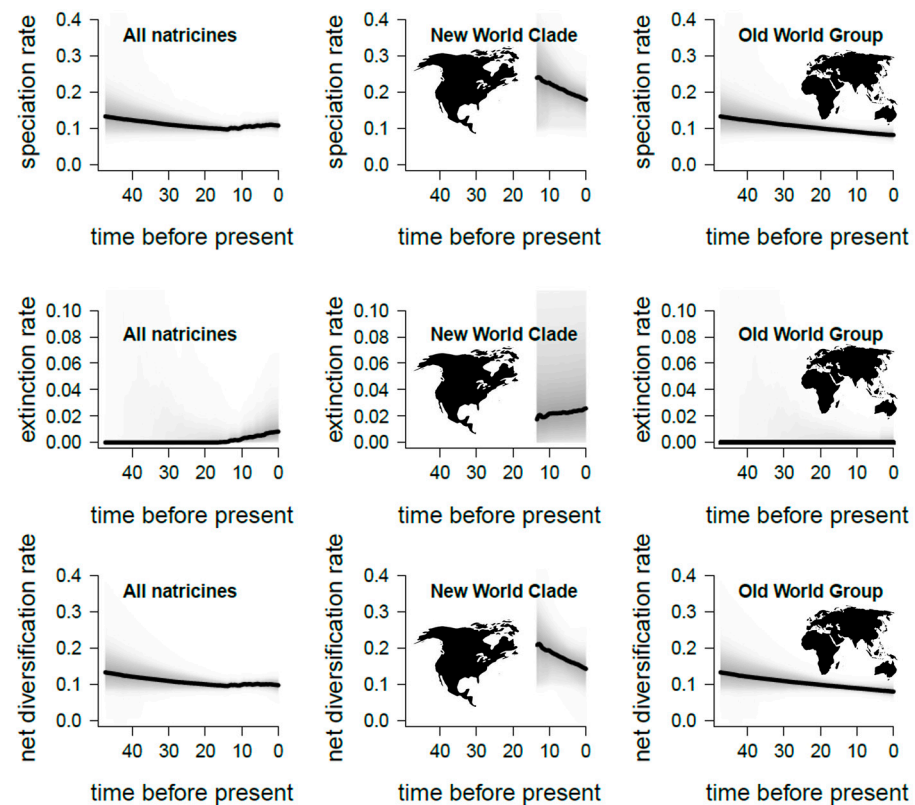 speciation rate
0.4
0.3
0.2
0.1
0.0
All natricines
40 30 20 10 0
time before present
speciation rate
0.4
0.3
0.2
0.1
0.0
New World Clade
40 30 20 10 0
time before present
speciation rate
0.4
0.3
0.2
0.1
0.0
Old World Group
40 30 20 10 0
time before present
extinction rate
0.10
0.08
0.06
0.04
0.02
0.00
All natricines
40 30 20 10 0
time before present
extinction rate
0.10
0.08
0.06
0.04
0.02
0.00
New World Clade
40 30 20 10 0
time before present
extinction rate
0.10
0.08
0.06
0.04
0.02
0.00
Old World Group
40 30 20 10 0
time before present
net diversification rate
0.4
0.3
0.2
0.1
0.0
All natricines
40 30 20 10 0
time before present
net diversification rate
0.4
0.3
0.2
0.1
0.0
New World Clade
40 30 20 10 0
time before present
net diversification rate
0.4
0.3
0.2
0.1
0.0
Old World Group
40 30 20 10 0
time before present